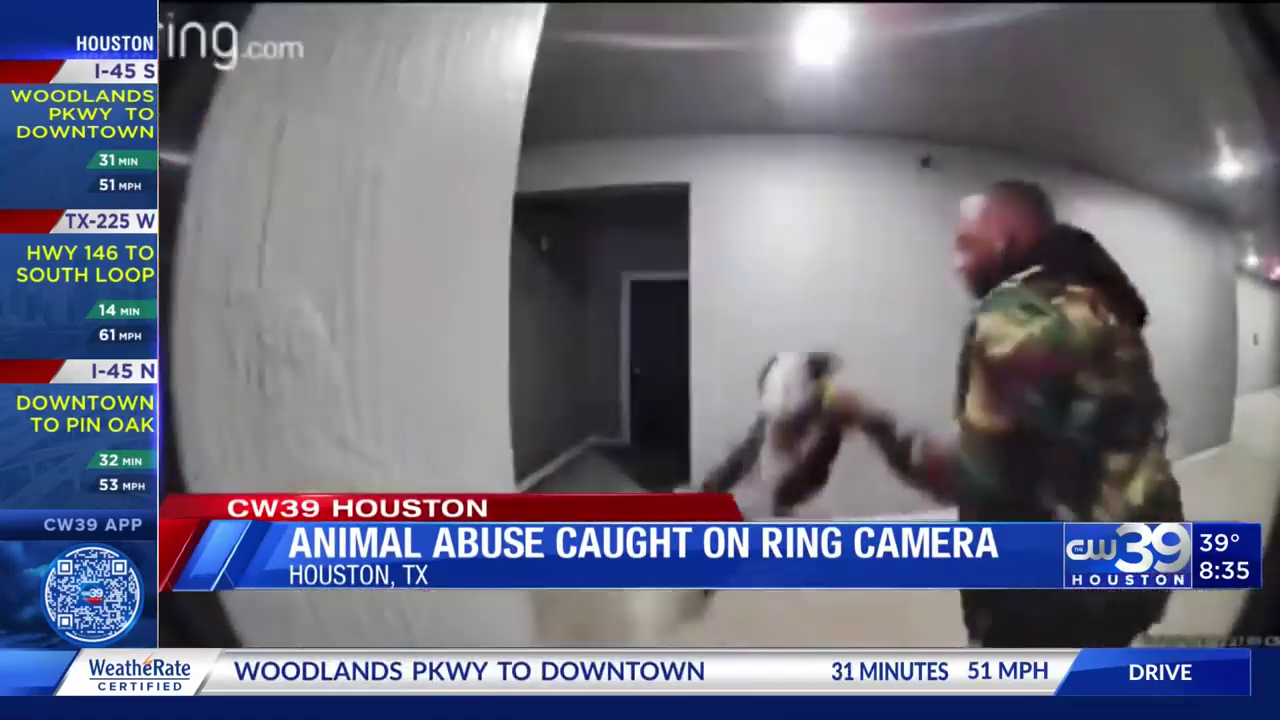 HOUSTON
I-45 S
WOODLANDS
PKWY TO
DOWNTOWN
31 MIN
51 MPH
TX-225 W
HWY 146 TO
SOUTH LOOP
14 MIN
61 MPH
I-45 N
DOWNTOWN
TO PIN OAK
32 MIN
53 MPH
CW39 APP
ring.com
CW39 HOUSTON
ANIMAL ABUSE CAUGHT ON RING CAMERA
HOUSTON, TX
THE CW39
HOUSTON
39°
8:35
WeatheRate
CERTIFIED
WOODLANDS PKWY TO DOWNTOWN 31 MINUTES 51 MPH
DRIVE